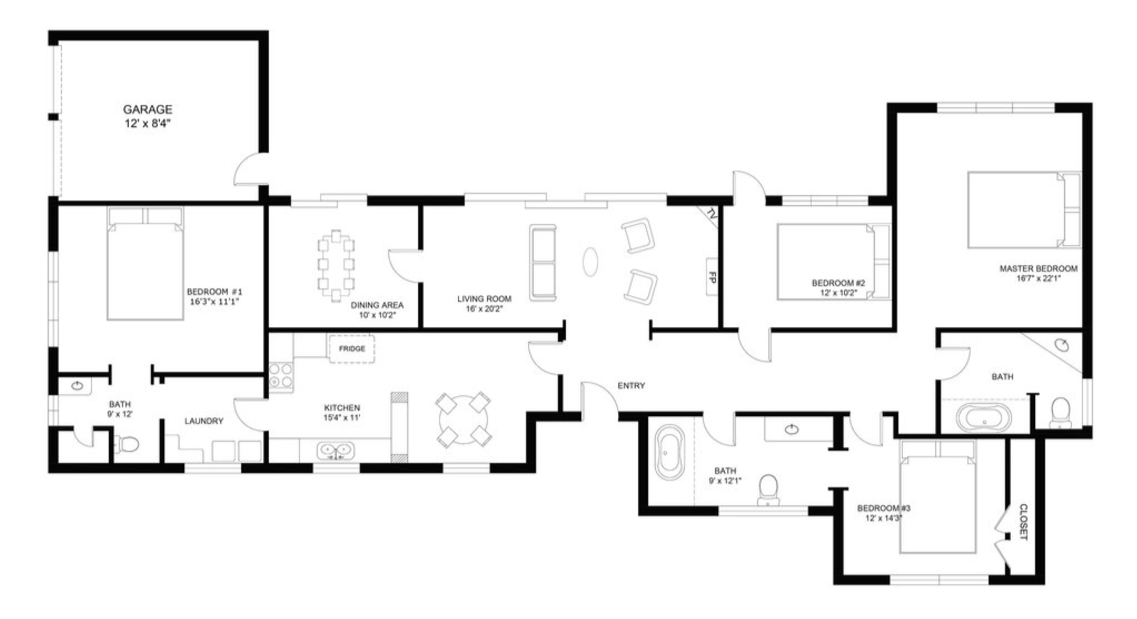 GARAGE
12' x 8'4"
BEDROOM #1
16'3"x 11'1"
DINING AREA
10' x 10'2"
LIVING ROOM
16' x 20'2"
TV
FP
BEDROOM #2
12' x 10'2"
MASTER BEDROOM
16'7" x 22'1"
BATH
9' x 12'
LAUNDRY
FRIDGE
KITCHEN
15'4" x 11'
ENTRY
BATH
BATH
9' x 12'1"
BEDROOM #3
12' x 14'3"
CLOSET